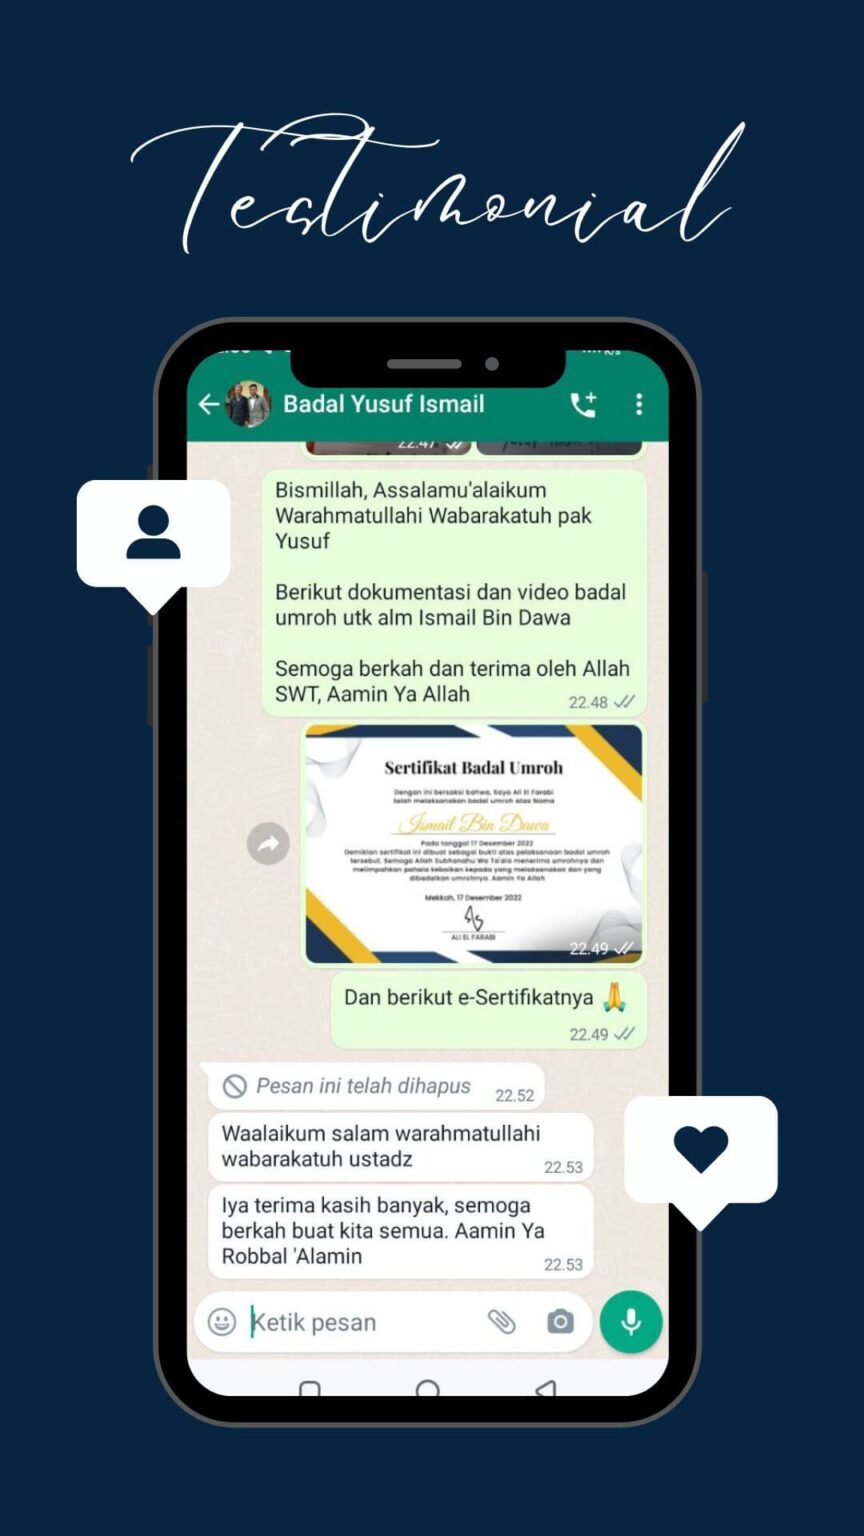 Testimonial
Badal Yusuf Ismail
22.47
Bismillah, Assalamu'alaikum
Warahmatullahi Wabarakatuh pak
Yusuf
Berikut dokumentasi dan video badal
umroh utk alm Ismail Bin Dawa
Semoga berkah dan terima oleh Allah
SWT, Aamin Ya Allah
22.48
Sertifikat Badal Umroh
Dengan ini bersaksi bahwa, Saya Ali El Farabi
telah melaksanakan badal umroh atas Nama
Ismail Bin Dawa
Pada tanggal 17 Desember 2022
Demikian sertifikat ini dibuat sebagai bukti atas pelaksanaan badal umroh
tersebut. Semoga Allah Subhanahu Wa Ta'ala menerima umrohnya dan
melimpahkan pahala kebaikan kepada yang melaksanakan dan yang
dibadalkan umrohnya. Aamin Ya Allah
Mekkah, 17 Desember 2022
ALI EL FARABI
22.49
Dan berikut e-Sertifikatnya 🙏
22.49
Pesan ini telah dihapus
22.52
Waalaikum salam warahmatullahi
wabarakatuh ustadz
22.53
Iya terima kasih banyak, semoga
berkah buat kita semua. Aamin Ya
Robbal 'Alamin
22.53
Ketik pesan